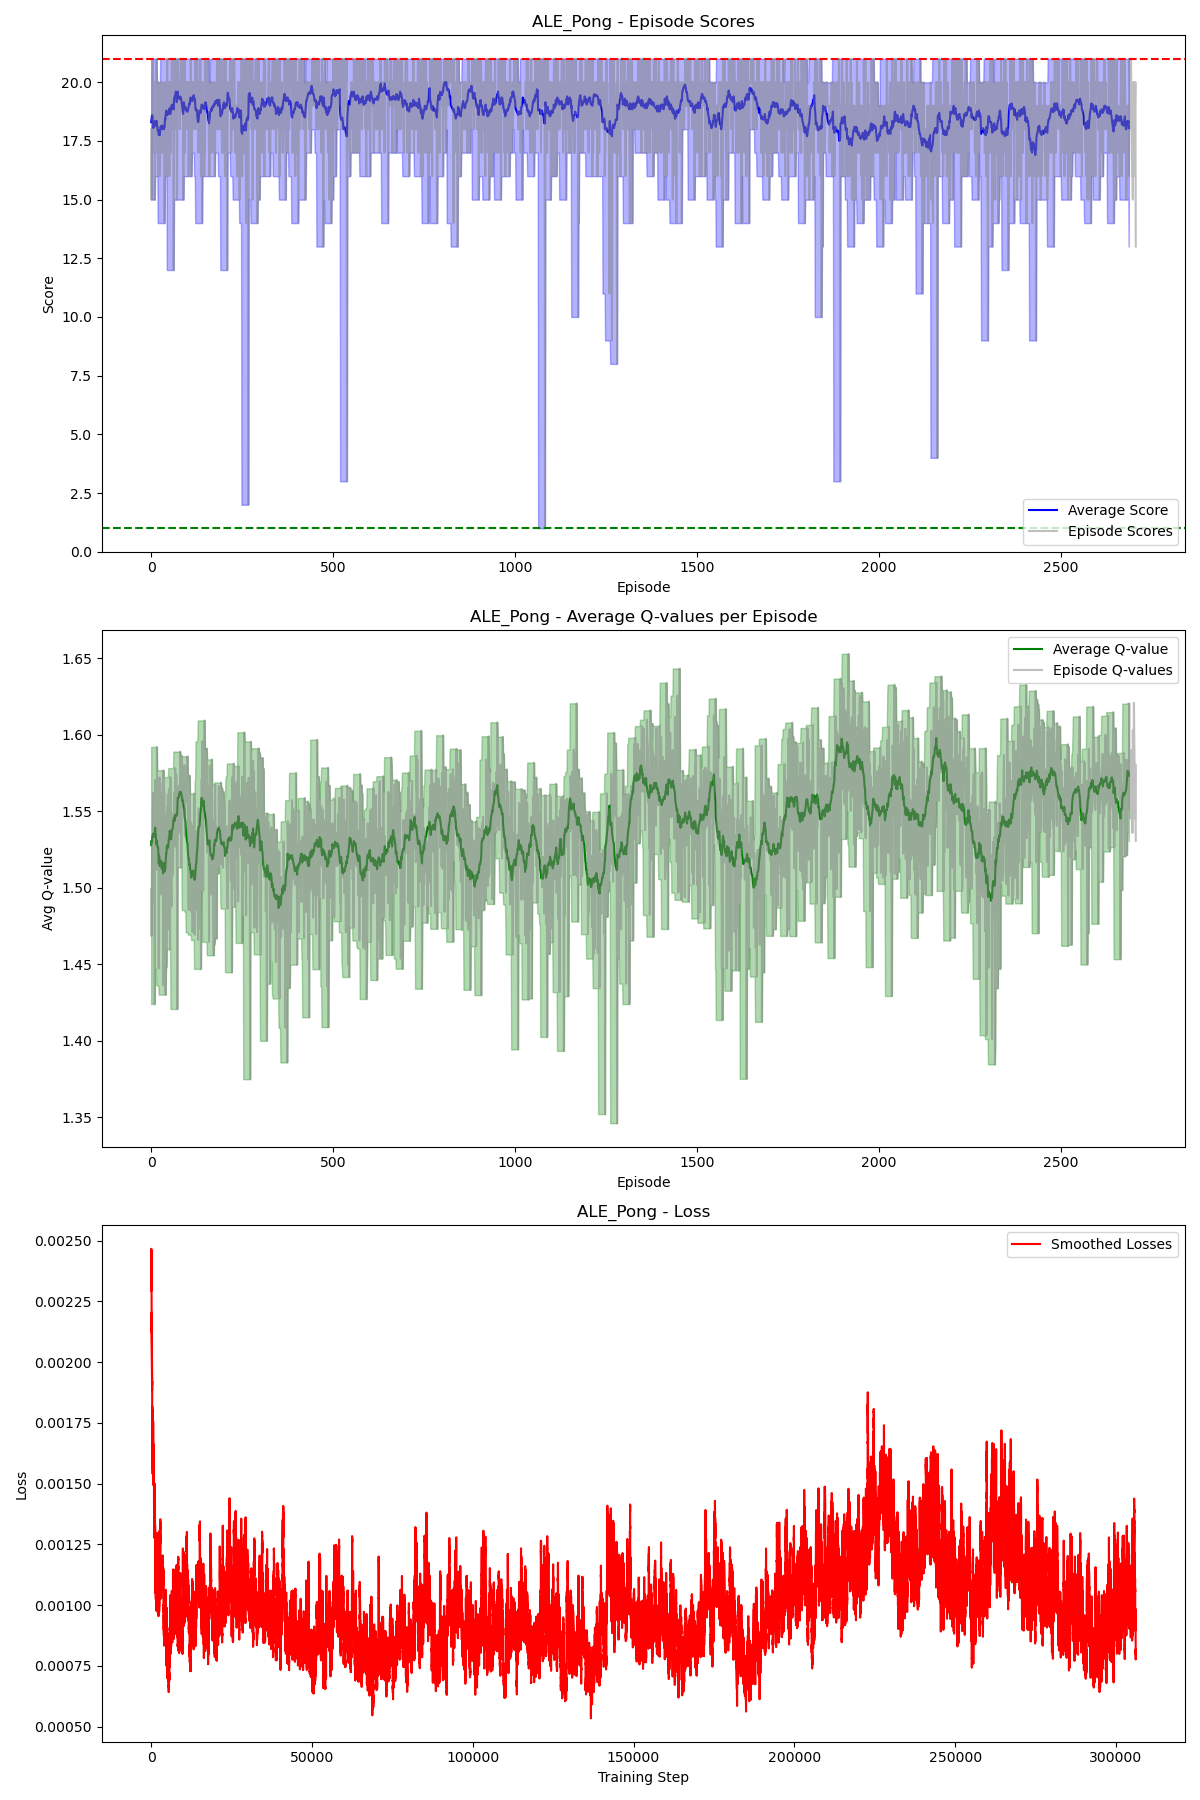 ALE_Pong - Episode Scores
20.0
17.5
15.0
12.5
10.0
7.5
5.0
2.5
0.0
Score
Average Score
Episode Scores
0 500 1000 1500 2000 2500
Episode
ALE_Pong - Average Q-values per Episode
1.65
1.60
1.55
1.50
1.45
1.40
1.35
Avg Q-value
Average Q-value
Episode Q-values
0 500 1000 1500 2000 2500
Episode
ALE_Pong - Loss
0.00250
0.00225
0.00200
0.00175
0.00150
0.00125
0.00100
0.00075
0.00050
Loss
Smoothed Losses
0 50000 100000 150000 200000 250000 300000
Training Step